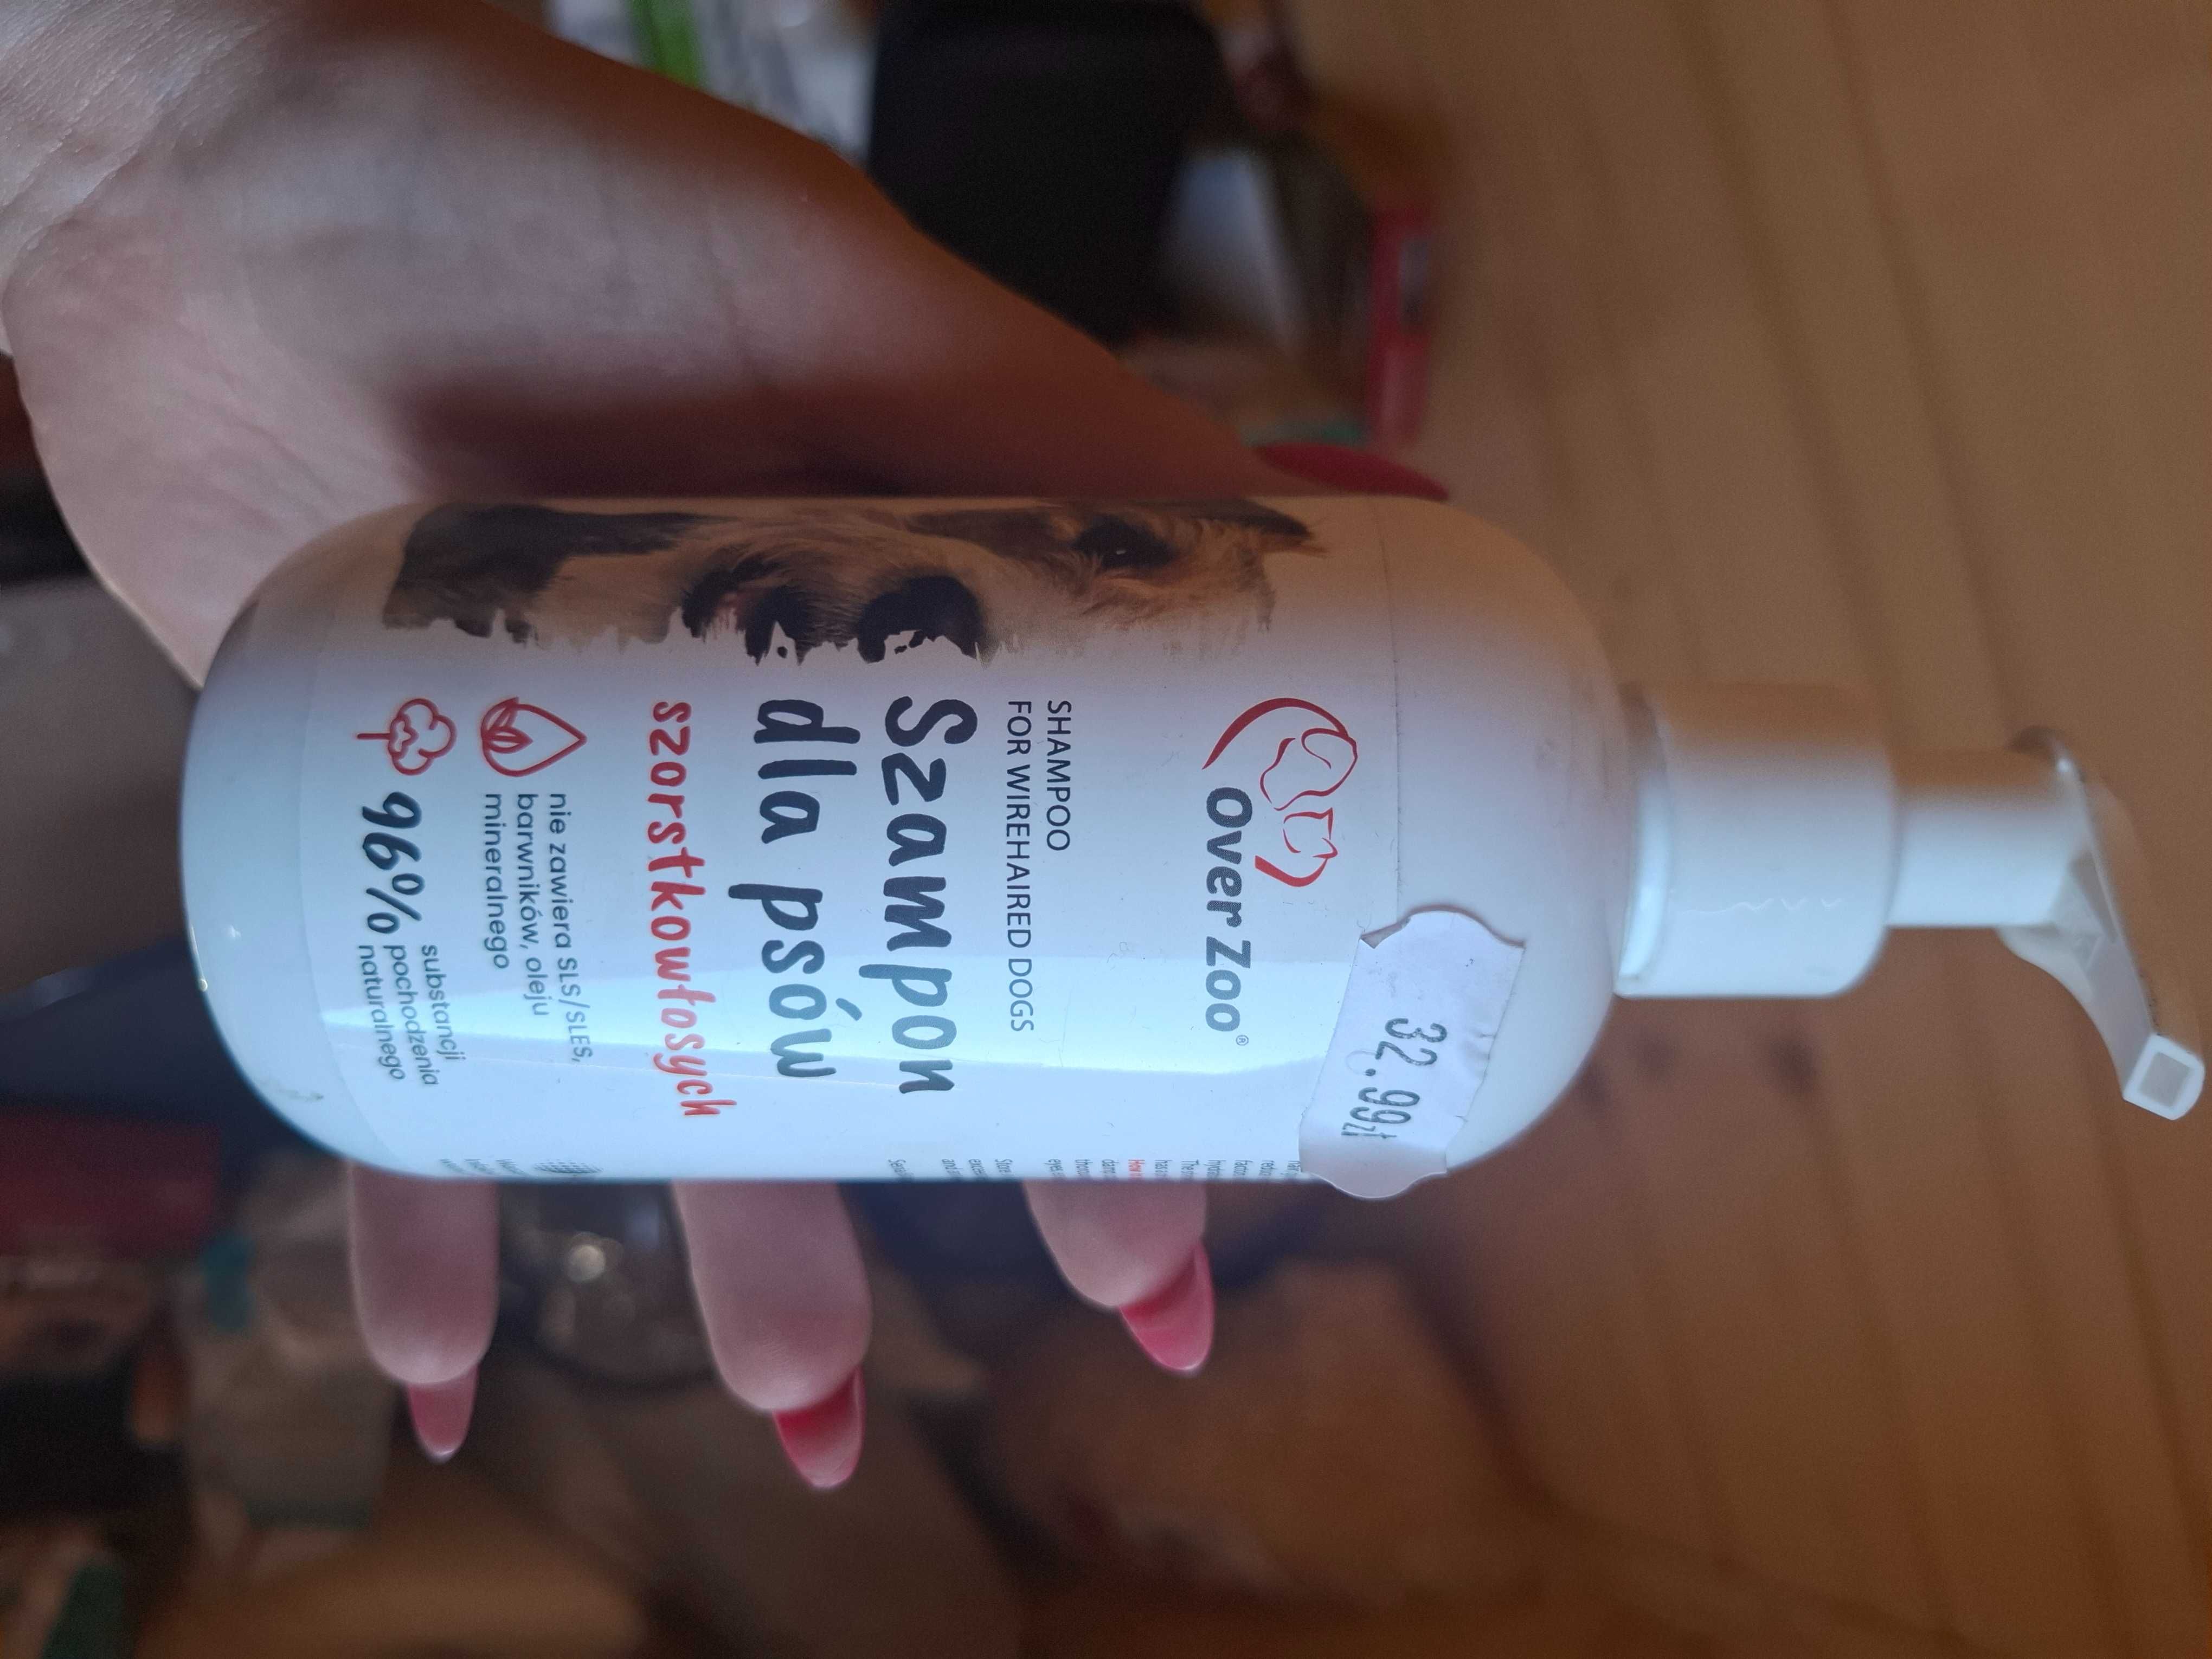 32.99zł
Over Zoo®
SHAMPOO
FOR WIREHAIRED DOGS
Szampon
dla psów
szorstkowłosych
nie zawiera SLS/SLES,
barwników, oleju
mineralnego
96% substancji
pochodzenia
naturalnego